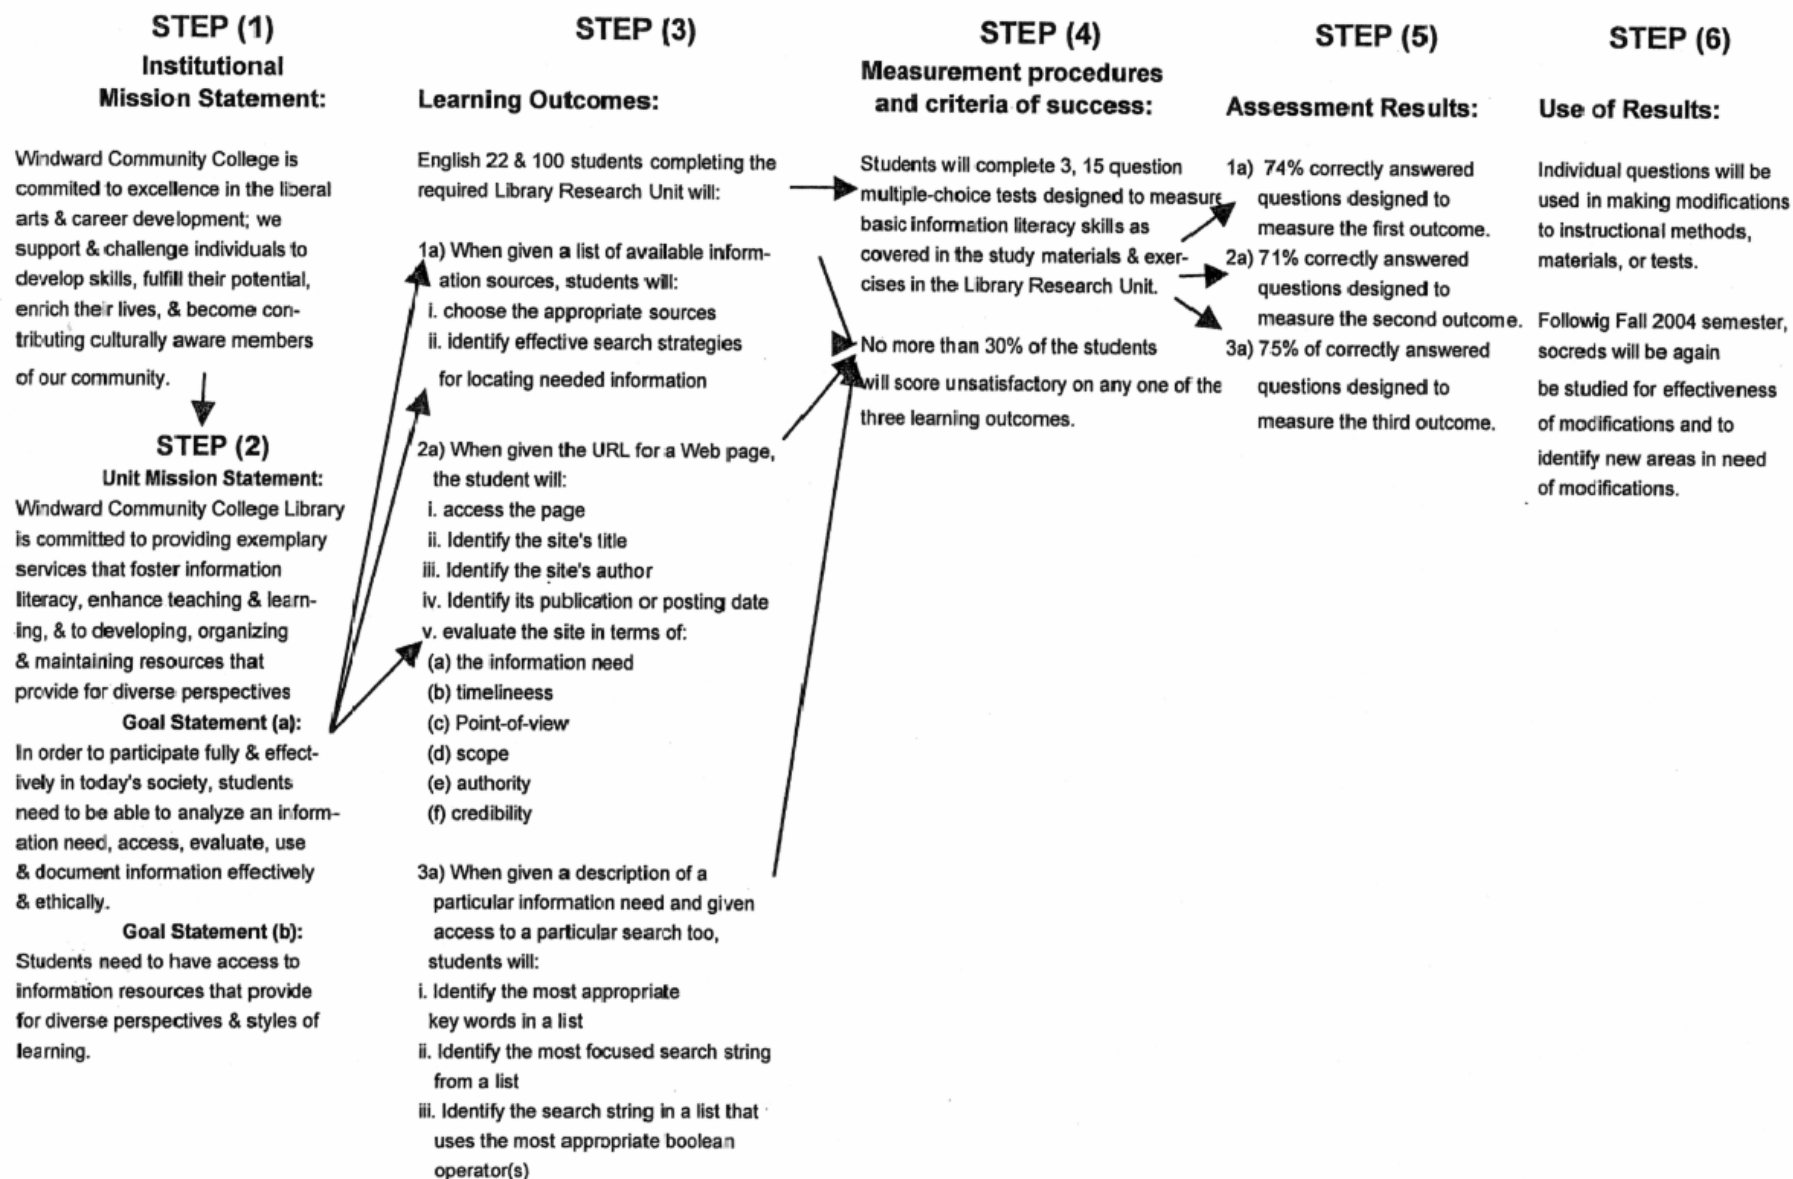 STEP (1)
Institutional
Mission Statement:
Windward Community College is
commited to excellence in the liberal
arts & career development; we
support & challenge individuals to
develop skills, fulfill their potential,
enrich their lives, & become con-
tributing culturally aware members
of our community.
STEP (2)
Unit Mission Statement:
Windward Community College Library
is committed to providing exemplary
services that foster information
literacy, enhance teaching & learn-
ing, & to developing, organizing
& maintaining resources that
provide for diverse perspectives
Goal Statement (a):
In order to participate fully & effect-
ively in today's society, students
need to be able to analyze an inform-
ation need, access, evaluate, use
& document information effectively
& ethically.
Goal Statement (b):
Students need to have access to
information resources that provide
for diverse perspectives & styles of
learning.
STEP (3)
Learning Outcomes:
English 22 & 100 students completing the
required Library Research Unit will:
1a) When given a list of available inform-
ation sources, students will:
i. choose the appropriate sources
ii. identify effective search strategies
for locating needed information
2a) When given the URL for a Web page,
the student will:
i. access the page
ii. Identify the site's title
iii. Identify the site's author
iv. Identify its publication or posting date
v. evaluate the site in terms of:
(a) the information need
(b) timelineess
(c) Point-of-view
(d) scope
(e) authority
(f) credibility
3a) When given a description of a
particular information need and given
access to a particular search too,
students will:
i. Identify the most appropriate
key words in a list
ii. Identify the most focused search string
from a list
iii. Identify the search string in a list that
uses the most appropriate boolean
operator(s)
STEP (4)
Measurement procedures
and criteria of success:
Students will complete 3, 15 question
multiple-choice tests designed to measure
basic information literacy skills as
covered in the study materials & exer-
cises in the Library Research Unit.
No more than 30% of the students
will score unsatisfactory on any one of the
three learning outcomes.
STEP (5)
Assessment Results:
1a) 74% correctly answered
questions designed to
measure the first outcome.
2a) 71% correctly answered
questions designed to
measure the second outcome.
3a) 75% of correctly answered
questions designed to
measure the third outcome.
STEP (6)
Use of Results:
Individual questions will be
used in making modifications
to instructional methods,
materials, or tests.
Followig Fall 2004 semester,
socreds will be again
be studied for effectiveness
of modifications and to
identify new areas in need
of modifications.